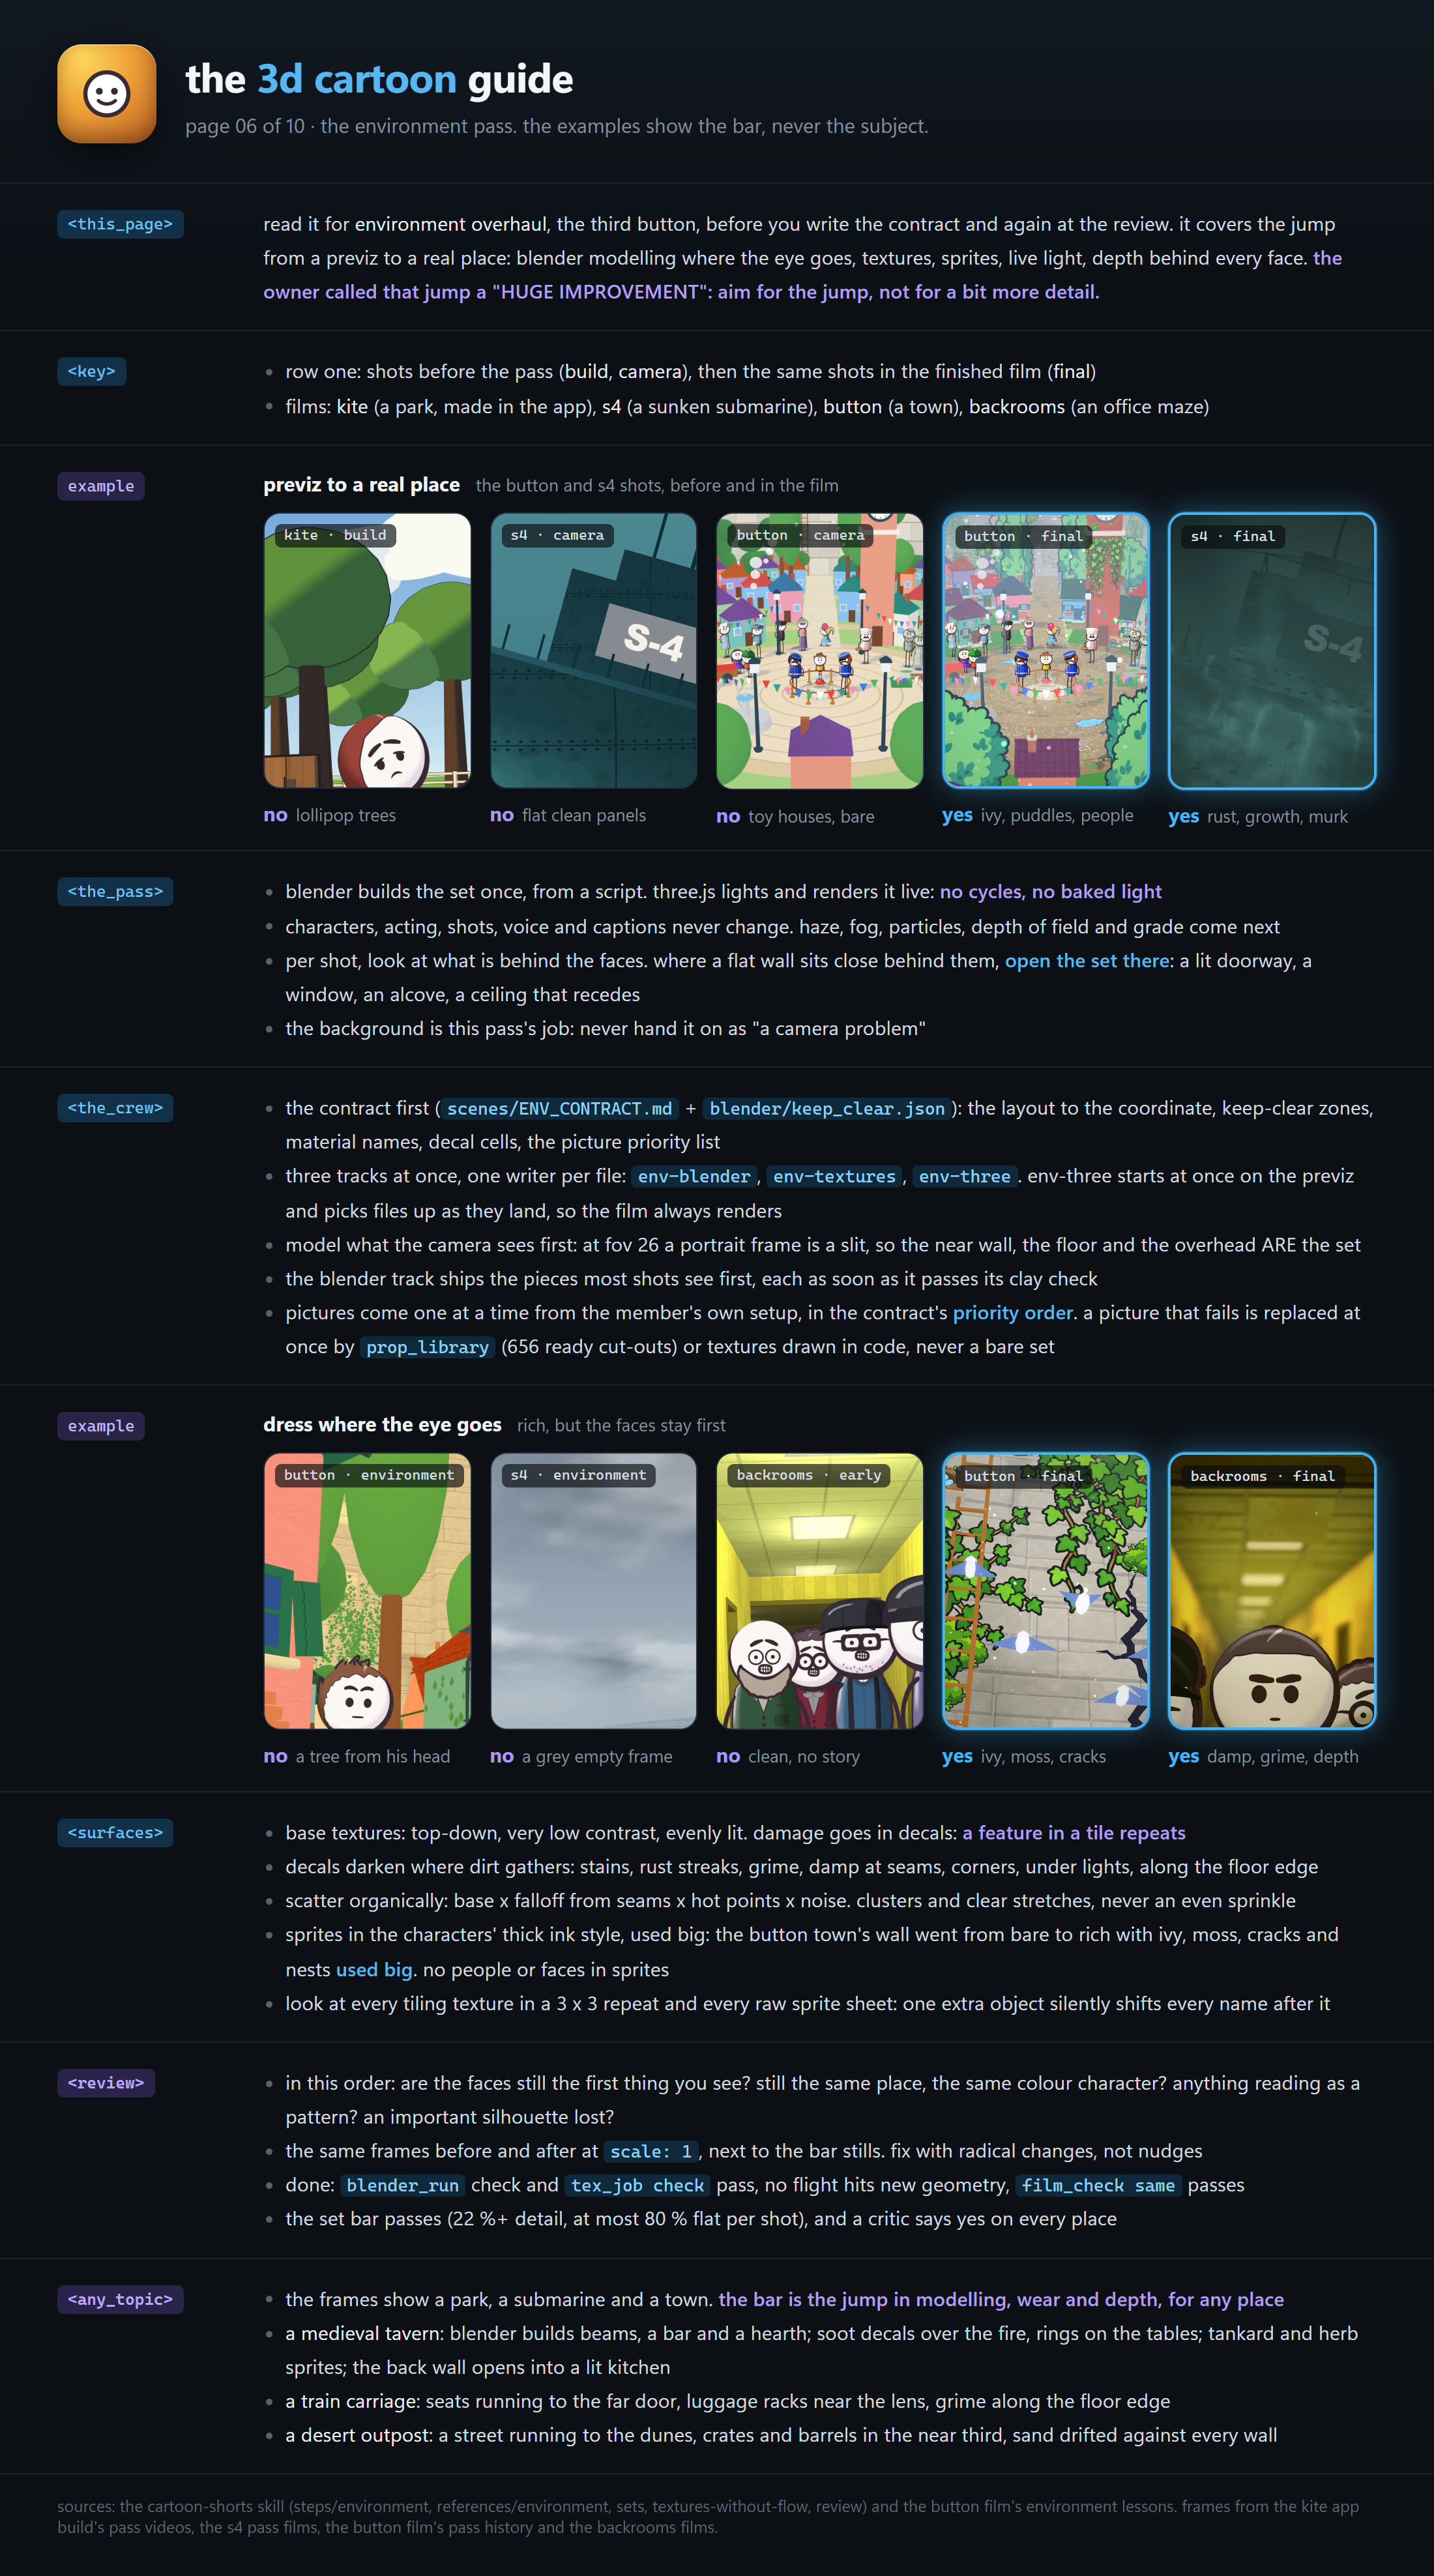 the 3d cartoon guide
page 06 of 10 · the environment pass. the examples show the bar, never the subject.
<this_page>
read it for environment overhaul, the third button, before you write the contract and again at the review. it covers the jump
from a previz to a real place: blender modelling where the eye goes, textures, sprites, live light, depth behind every face. the
owner called that jump a "HUGE IMPROVEMENT": aim for the jump, not for a bit more detail.
<key>
row one: shots before the pass (build, camera), then the same shots in the finished film (final)
films: kite (a park, made in the app), s4 (a sunken submarine), button (a town), backrooms (an office maze)
example
previz to a real place the button and s4 shots, before and in the film
kite · build
s4 · camera
button · camera
button · final
s4 · final
S-4
S-4
no lollipop trees
no flat clean panels
no toy houses, bare
yes ivy, puddles, people
yes rust, growth, murk
<the_pass>
blender builds the set once, from a script. three.js lights and renders it live: no cycles, no baked light
characters, acting, shots, voice and captions never change. haze, fog, particles, depth of field and grade come next
per shot, look at what is behind the faces. where a flat wall sits close behind them, open the set there: a lit doorway, a
window, an alcove, a ceiling that recedes
the background is this pass's job: never hand it on as "a camera problem"
<the_crew>
the contract first (scenes/ENV_CONTRACT.md + blender/keep_clear.json): the layout to the coordinate, keep-clear zones,
material names, decal cells, the picture priority list
three tracks at once, one writer per file: env-blender, env-textures, env-three. env-three starts at once on the previz
and picks files up as they land, so the film always renders
model what the camera sees first: at fov 26 a portrait frame is a slit, so the near wall, the floor and the overhead ARE the set
the blender track ships the pieces most shots see first, each as soon as it passes its clay check
pictures come one at a time from the member's own setup, in the contract's priority order. a picture that fails is replaced at
once by prop_library (656 ready cut-outs) or textures drawn in code, never a bare set
example
dress where the eye goes rich, but the faces stay first
button · environment
s4 · environment
backrooms · early
button · final
backrooms · final
no a tree from his head
no a grey empty frame
no clean, no story
yes ivy, moss, cracks
yes damp, grime, depth
<surfaces>
base textures: top-down, very low contrast, evenly lit. damage goes in decals: a feature in a tile repeats
decals darken where dirt gathers: stains, rust streaks, grime, damp at seams, corners, under lights, along the floor edge
scatter organically: base x falloff from seams x hot points x noise. clusters and clear stretches, never an even sprinkle
sprites in the characters' thick ink style, used big: the button town's wall went from bare to rich with ivy, moss, cracks and
nests used big. no people or faces in sprites
look at every tiling texture in a 3 x 3 repeat and every raw sprite sheet: one extra object silently shifts every name after it
<review>
in this order: are the faces still the first thing you see? still the same place, the same colour character? anything reading as a
pattern? an important silhouette lost?
the same frames before and after at scale: 1, next to the bar stills. fix with radical changes, not nudges
done: blender_run check and tex_job check pass, no flight hits new geometry, film_check same passes
the set bar passes (22 %+ detail, at most 80 % flat per shot), and a critic says yes on every place
<any_topic>
the frames show a park, a submarine and a town. the bar is the jump in modelling, wear and depth, for any place
a medieval tavern: blender builds beams, a bar and a hearth; soot decals over the fire, rings on the tables; tankard and herb
sprites; the back wall opens into a lit kitchen
a train carriage: seats running to the far door, luggage racks near the lens, grime along the floor edge
a desert outpost: a street running to the dunes, crates and barrels in the near third, sand drifted against every wall
sources: the cartoon-shorts skill (steps/environment, references/environment, sets, textures-without-flow, review) and the button film's environment lessons. frames from the kite app
build's pass videos, the s4 pass films, the button film's pass history and the backrooms films.